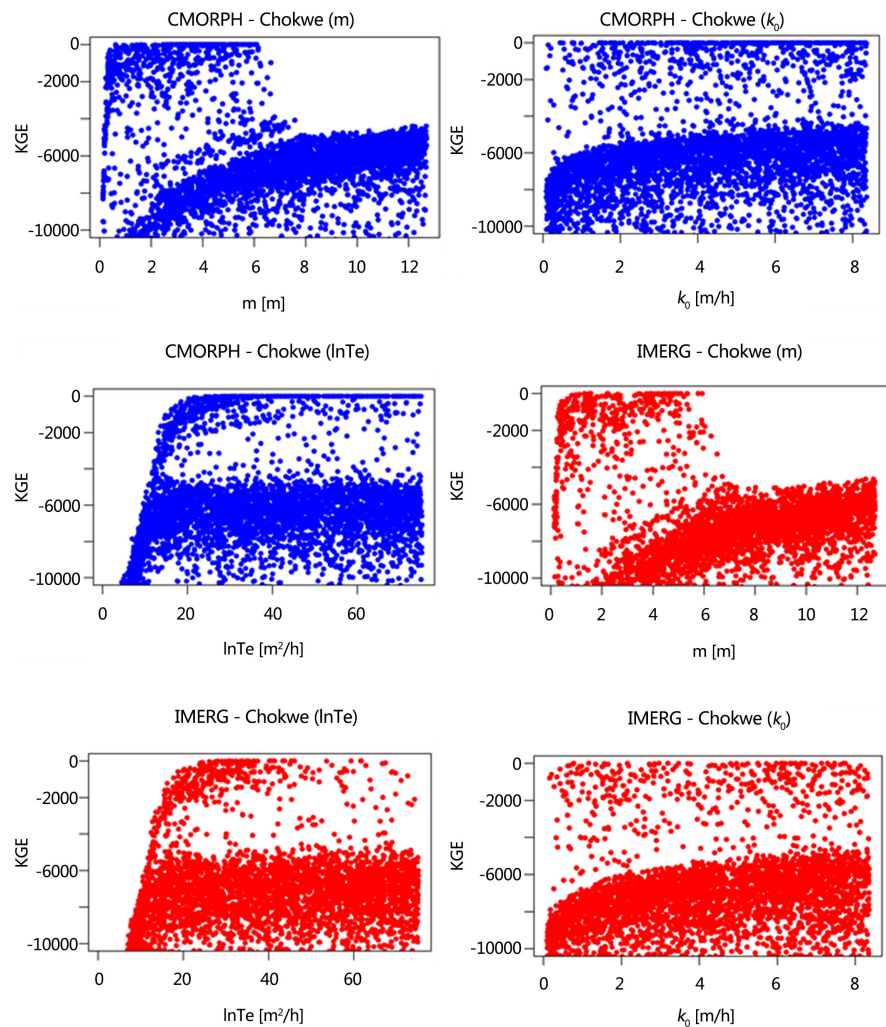 CMORPH - Chokwe (m)
CMORPH - Chokwe (k₀)
KGE
0
-2000
-6000
-10000
0 2 4 6 8 10 12
m [m]
KGE
0
-2000
-6000
-10000
0 2 4 6 8
k₀ [m/h]
CMORPH - Chokwe (lnTe)
IMERG - Chokwe (m)
KGE
0
-2000
-6000
-10000
0 20 40 60
lnTe [m²/h]
KGE
0
-2000
-6000
-10000
0 2 4 6 8 10 12
m [m]
IMERG - Chokwe (lnTe)
IMERG - Chokwe (k₀)
KGE
0
-2000
-6000
-10000
0 20 40 60
lnTe [m²/h]
KGE
0
-2000
-6000
-10000
0 2 4 6 8
k₀ [m/h]